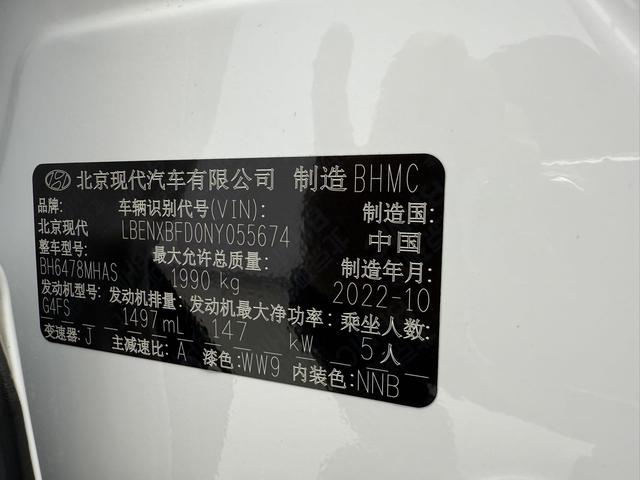 北京现代汽车有限公司 制造 BHMC
品牌: 车辆识别代号(VIN): 制造国:
北京现代 LBENXBFD0NY055674 中国
整车型号: 最大允许总质量: 制造年月:
BH6478MHAS 1990 kg 2022-10
发动机型号: 发动机排量: 发动机最大净功率: 乘坐人数:
G4FS 1497 mL 147 kW 5 人
变速器: J 主减速比: A 漆色: WW9 内装色: NNB